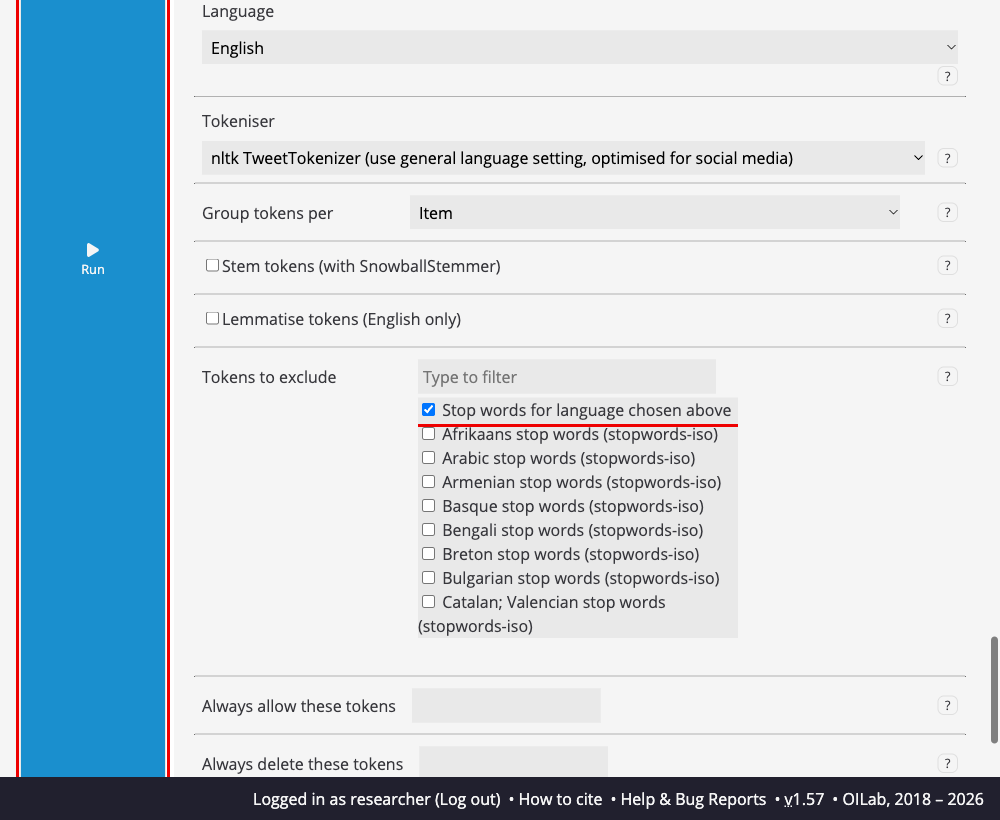 Language
English
?
Tokeniser
nltk TweetTokenizer (use general language setting, optimised for social media)
?
Group tokens per
Item
?
Run
Stem tokens (with SnowballStemmer)
?
Lemmatise tokens (English only)
?
Tokens to exclude
Type to filter
?
Stop words for language chosen above
Afrikaans stop words (stopwords-iso)
Arabic stop words (stopwords-iso)
Armenian stop words (stopwords-iso)
Basque stop words (stopwords-iso)
Bengali stop words (stopwords-iso)
Breton stop words (stopwords-iso)
Bulgarian stop words (stopwords-iso)
Catalan; Valencian stop words
(stopwords-iso)
Always allow these tokens
?
Always delete these tokens
?
Logged in as researcher (Log out) • How to cite • Help & Bug Reports • v1.57 • OILab, 2018 – 2026